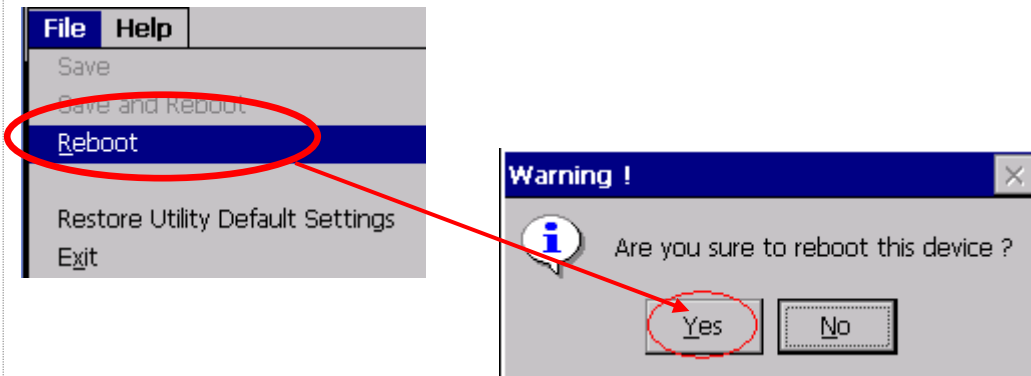 File Help
Save
Save and Reboot
Reboot
Restore Utility Default Settings
Exit
Warning !
Are you sure to reboot this device ?
Yes No